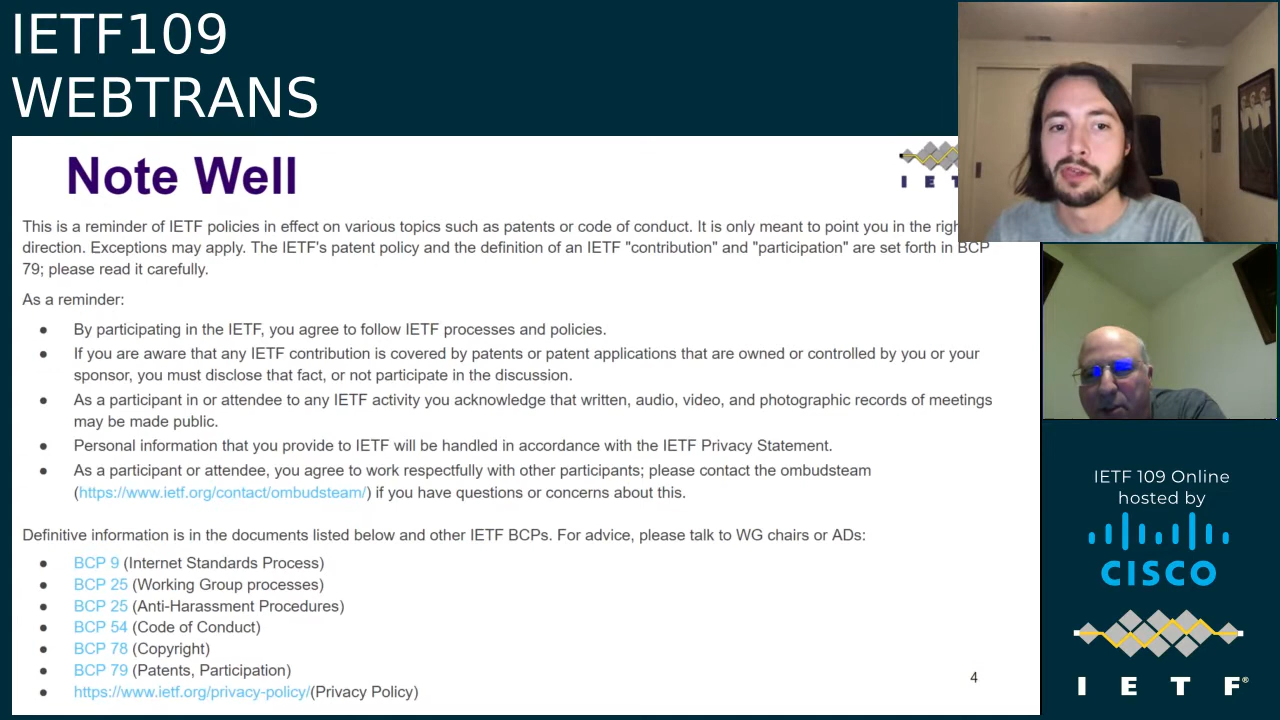 IETF109
WEBTRANS
Note Well
I E T
This is a reminder of IETF policies in effect on various topics such as patents or code of conduct. It is only meant to point you in the
direction. Exceptions may apply. The IETF's patent policy and the definition of an IETF "contribution" and "participation" are set forth in BCP
79; please read it carefully.
As a reminder:
● By participating in the IETF, you agree to follow IETF processes and policies.
● If you are aware that any IETF contribution is covered by patents or patent applications that are owned or controlled by you or your
sponsor, you must disclose that fact, or not participate in the discussion.
● As a participant in or attendee to any IETF activity you acknowledge that written, audio, video, and photographic records of meetings
may be made public.
● Personal information that you provide to IETF will be handled in accordance with the IETF Privacy Statement.
● As a participant or attendee, you agree to work respectfully with other participants; please contact the ombudsteam
(https://www.ietf.org/contact/ombudsteam/) if you have questions or concerns about this.
Definitive information is in the documents listed below and other IETF BCPs. For advice, please talk to WG chairs or ADs:
● BCP 9 (Internet Standards Process)
● BCP 25 (Working Group processes)
● BCP 25 (Anti-Harassment Procedures)
● BCP 54 (Code of Conduct)
● BCP 78 (Copyright)
● BCP 79 (Patents, Participation)
● https://www.ietf.org/privacy-policy/(Privacy Policy)
4
IETF 109 Online
hosted by
CISCO
I E T F®